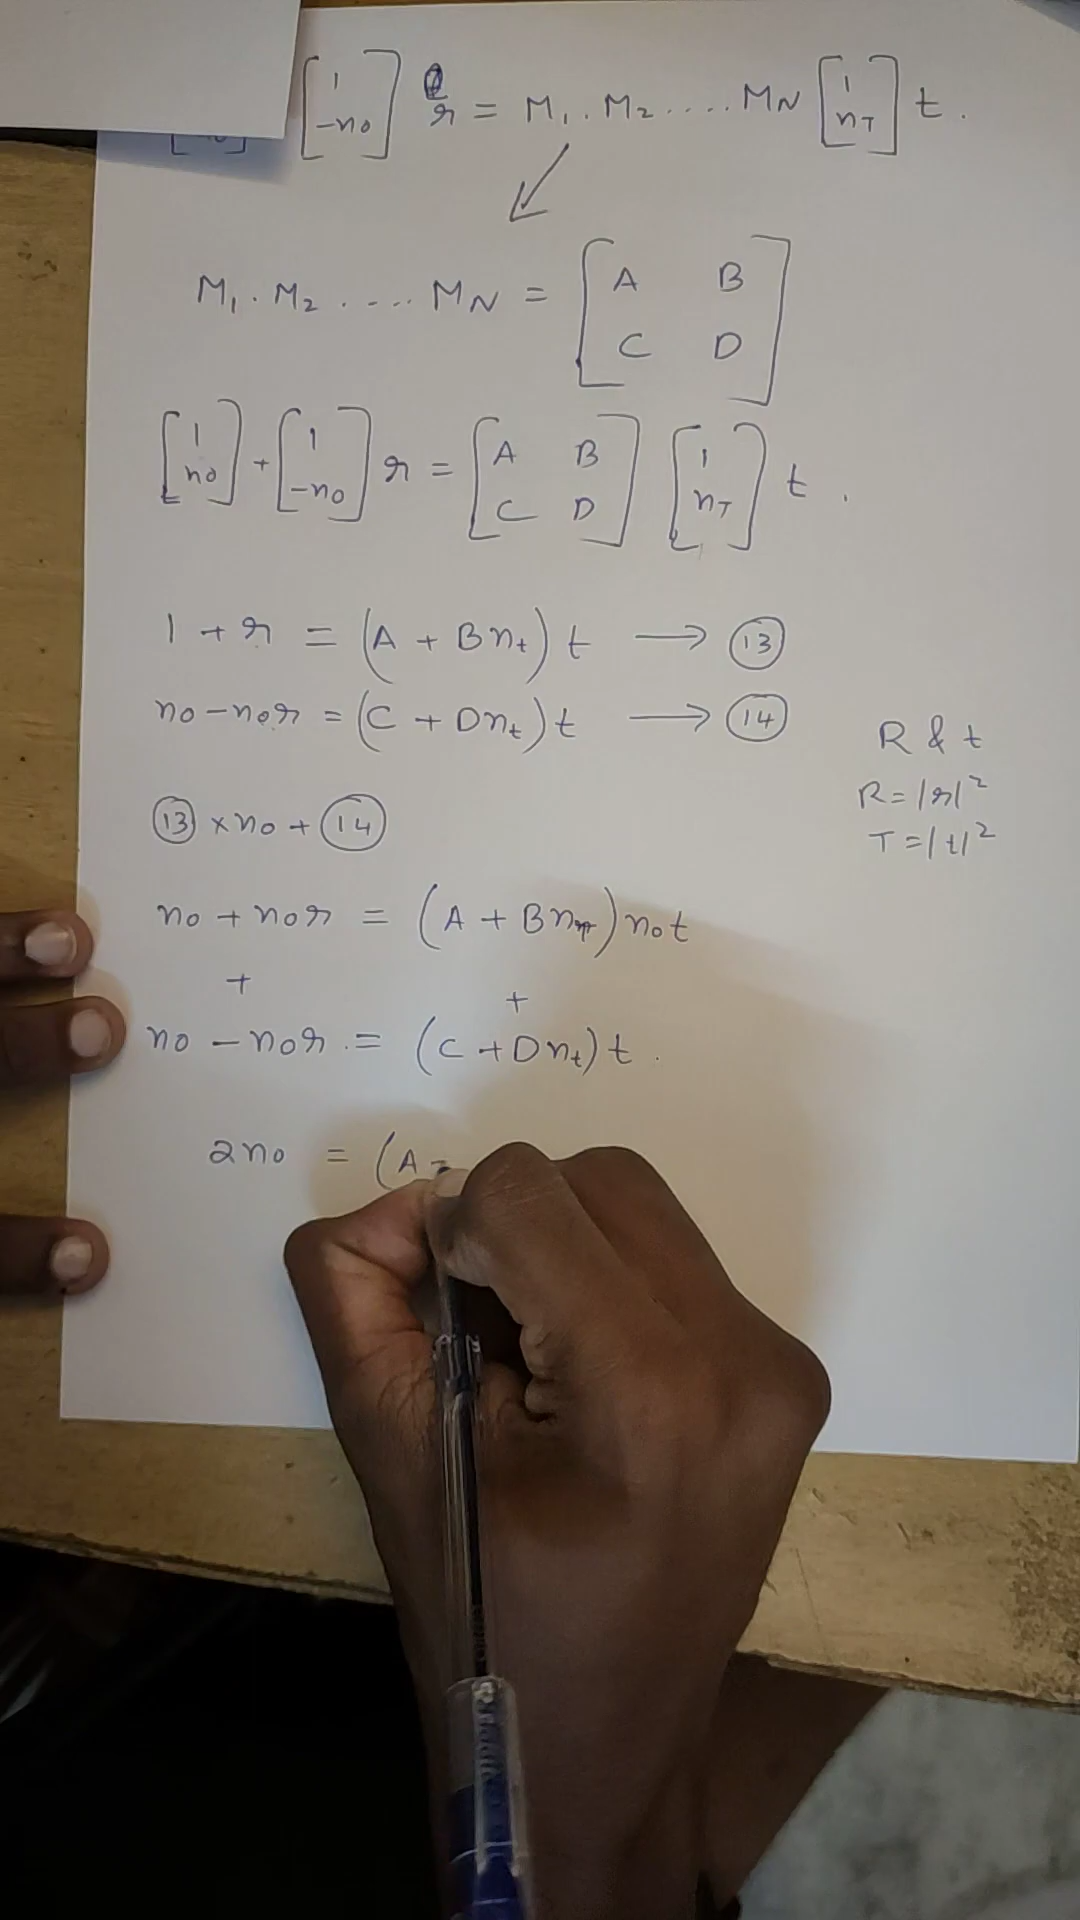 [1 -n0] r = M1.M2.....MN [1 nT] t.
M1.M2.....MN = [A B C D]
[1 n0] + [1 -n0] r = [A B C D] [1 nT] t.
1 + r = (A + Bnt) t → 13
n0 - n0r = (C + Dnt) t → 14
R & t
R = |r|²
T = |t|²
13 x n0 + 14
n0 + n0r = (A + BnT) n0t
+ +
n0 - n0r = (C + Dnt) t.
2n0 = (A